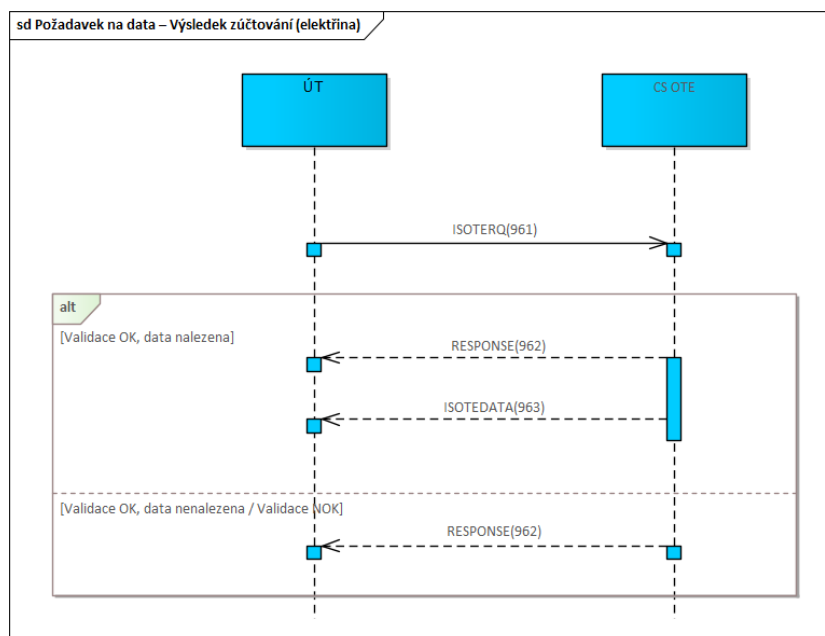 sd Požadavek na data – Výsledek zúčtování (elektřina)
ÚT
CS OTE
ISOTERQ(961)
alt
[Validace OK, data nalezena]
RESPONSE(962)
ISOTEDATA(963)
[Validace OK, data nenalezena / Validace NOK]
RESPONSE(962)